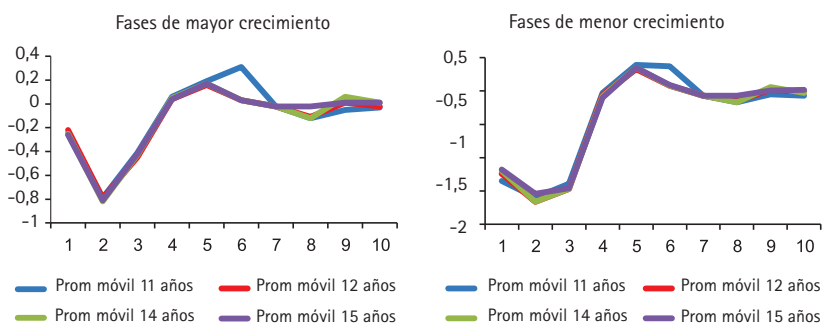 Fases de mayor crecimiento
0,4
0,2
0
-0,2
-0,4
-0,6
-0,8
-1
1 2 3 4 5 6 7 8 9 10
Prom móvil 11 años Prom móvil 12 años
Prom móvil 14 años Prom móvil 15 años
Fases de menor crecimiento
0,5
-0,5
-1
-1,5
-2
1 2 3 4 5 6 7 8 9 10
Prom móvil 11 años Prom móvil 12 años
Prom móvil 14 años Prom móvil 15 años